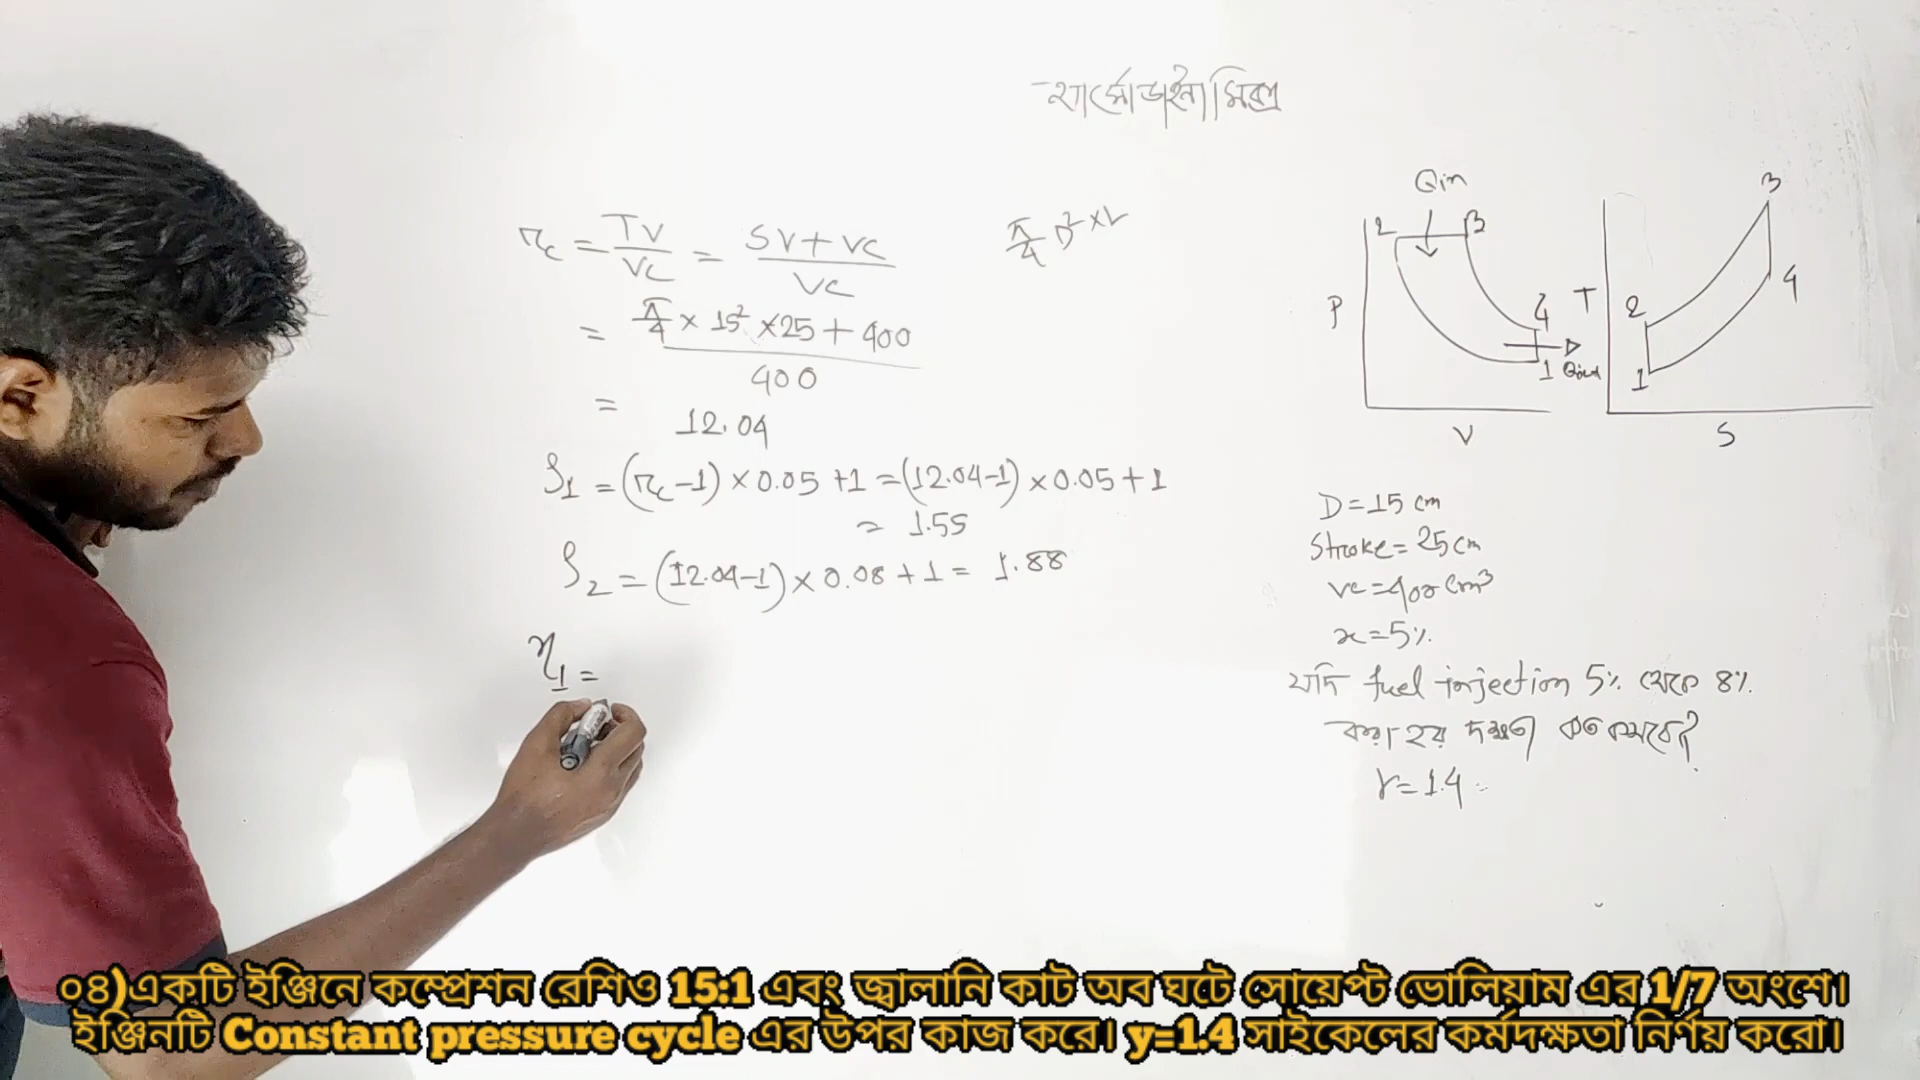 থার্মোডাইনামিক্স
r_c = TV/VC = (SV + VC)/VC
π/4 D² × L
= (π/4 × 15² × 25 + 400)/400
= 12.04
ρ₁ = (r_c − 1) × 0.05 + 1 = (12.04 − 1) × 0.05 + 1
= 1.55
ρ₂ = (12.04 − 1) × 0.08 + 1 = 1.88
η₁ =
Qin
2 3
P
4
1 Qout
V
3
T
2
4
1
S
D = 15 cm
Stroke = 25 cm
Vc = 400 cm³
x = 5%.
যদি fuel injection 5% থেকে 8%.
করা হয় দক্ষতা কত কমবে?
γ = 1.4
০৪)একটি ইঞ্জিনে কম্প্রেশন রেশিও 15:1 এবং জ্বালানি কাট অব ঘটে সোয়েপ্ট ভোলিয়াম এর 1/7 অংশে।
ইঞ্জিনটি Constant pressure cycle এর উপর কাজ করে। y=1.4 সাইকেলের কর্মদক্ষতা নির্ণয় করো।